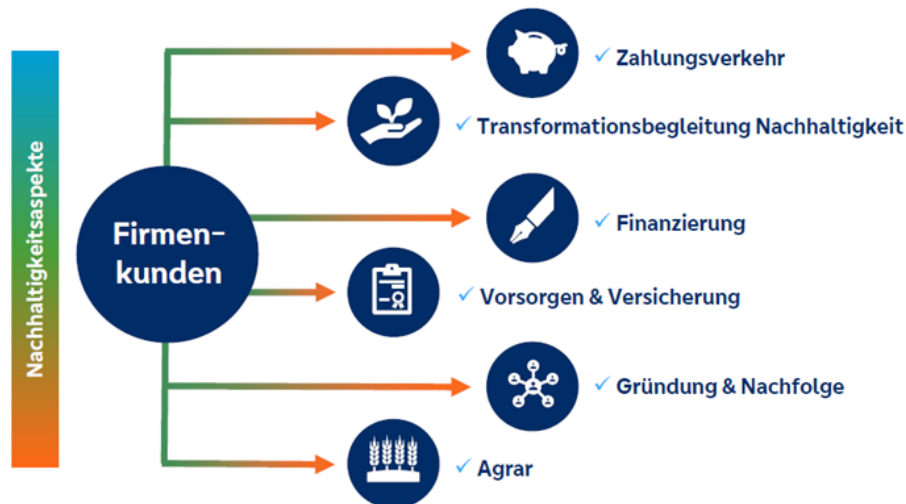 Nachhaltigkeitsaspekte
Firmen-
kunden
Zahlungsverkehr
Transformationsbegleitung Nachhaltigkeit
Finanzierung
Vorsorgen & Versicherung
Gründung & Nachfolge
Agrar